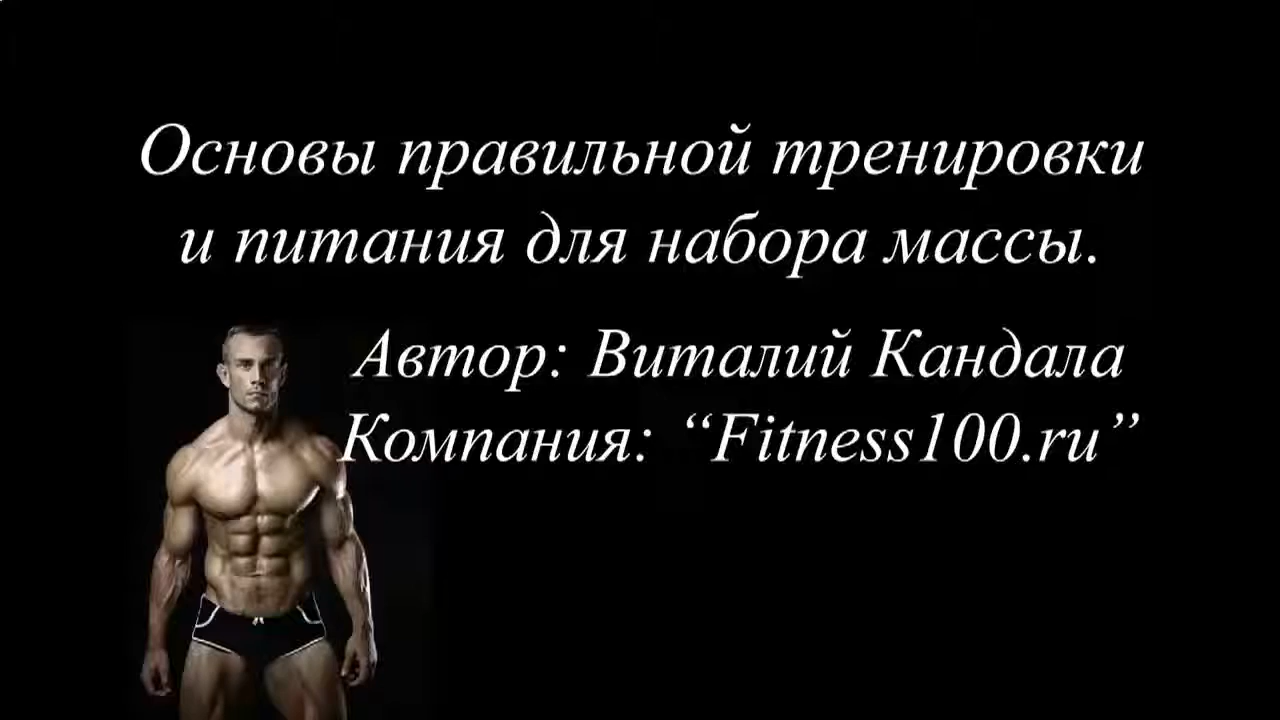 Основы правильной тренировки
и питания для набора массы.
Автор: Виталий Кандала
Компания: “Fitness100.ru”